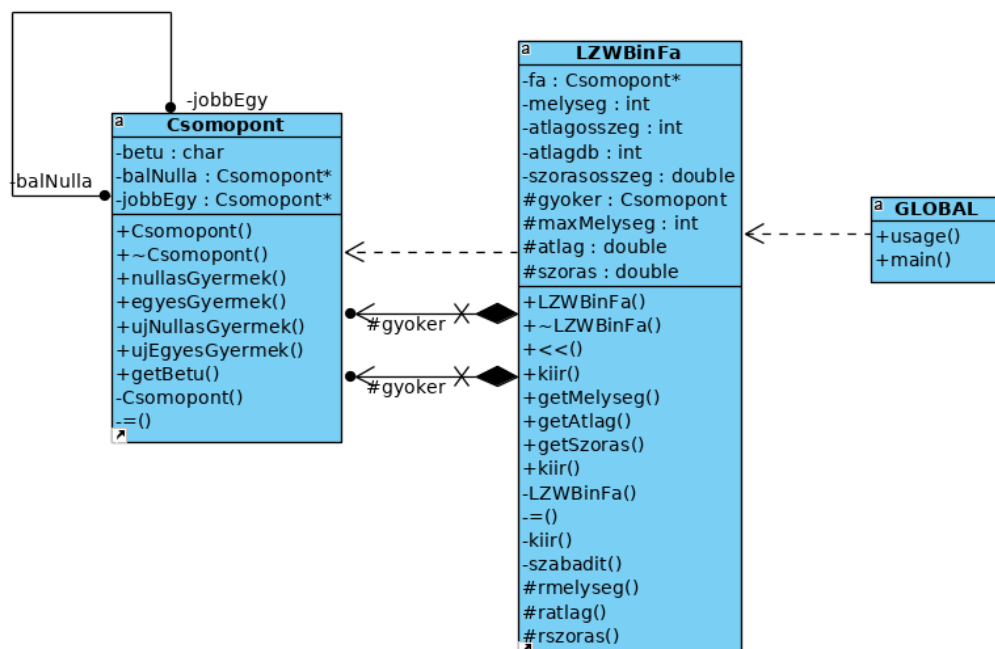 -jobbEgy
-balNulla
a
Csomopont
-betu : char
-balNulla : Csomopont*
-jobbEgy : Csomopont*
+Csomopont()
+~Csomopont()
+nullasGyermek()
+egyesGyermek()
+ujNullasGyermek()
+ujEgyesGyermek()
+getBetu()
-Csomopont()
-=()
#gyoker
#gyoker
a
LZWBinFa
-fa : Csomopont*
-melyseg : int
-atlagosszeg : int
-atlagdb : int
-szorasosszeg : double
#gyoker : Csomopont
#maxMelyseg : int
#atlag : double
#szoras : double
+LZWBinFa()
+~LZWBinFa()
+<<()
+kiir()
+getMelyseg()
+getAtlag()
+getSzoras()
+kiir()
-LZWBinFa()
-=()
-kiir()
-szabadit()
#rmelyseg()
#ratlag()
#rszoras()
a
GLOBAL
+usage()
+main()